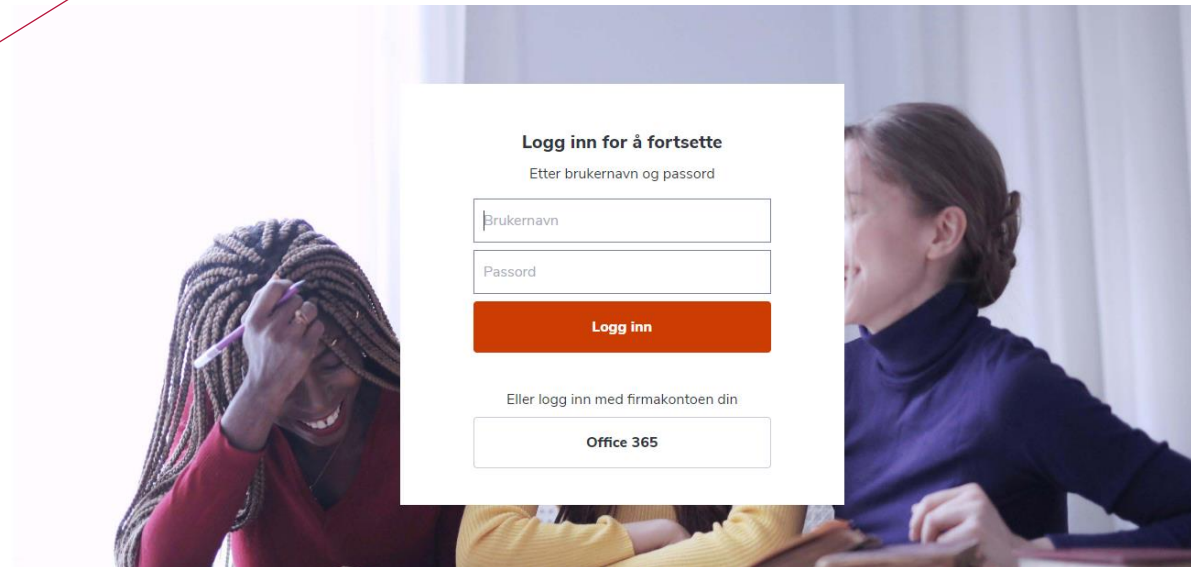 Logg inn for å fortsette
Etter brukernavn og passord
Brukernavn
Passord
Logg inn
Eller logg inn med firmakontoen din
Office 365